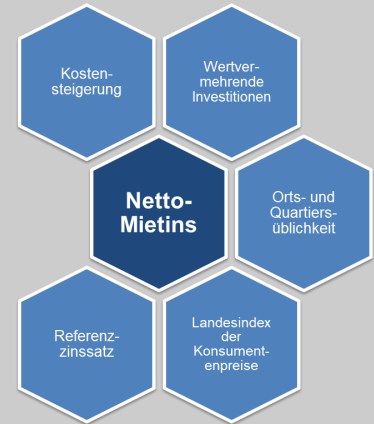 Kosten-
steigerung
Wertver-
mehrende
Investitionen
Netto-
Mietins
Orts- und
Quartiers-
üblichkeit
Referenz-
zinssatz
Landesindex
der
Konsument-
enpreise